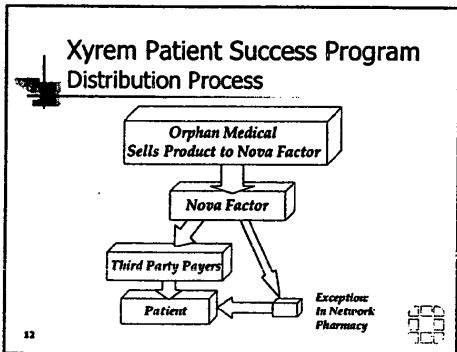 Xyrem Patient Success Program
Distribution Process
Orphan Medical
Sells Product to Nova Factor
Nova Factor
Third Party Payers
Patient
Exception:
In Network
Pharmacy
12